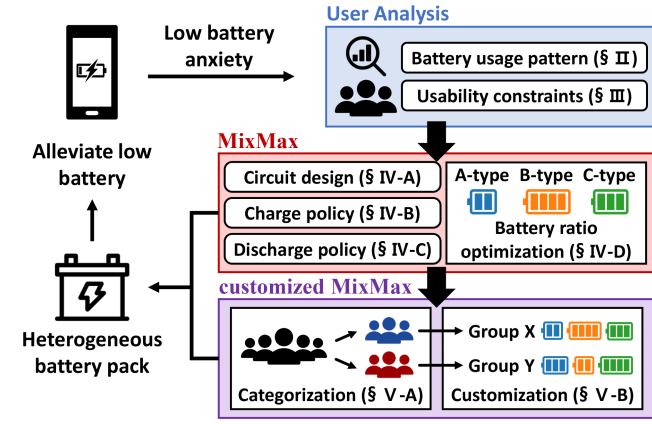 Low battery
anxiety
User Analysis
Battery usage pattern (§ Ⅱ)
Usability constraints (§ Ⅲ)
Alleviate low
battery
MixMax
Circuit design (§ Ⅳ-A)
Charge policy (§ Ⅳ-B)
Discharge policy (§ Ⅳ-C)
A-type B-type C-type
Battery ratio
optimization (§ Ⅳ-D)
Heterogeneous
battery pack
customized MixMax
Group X
Group Y
Categorization (§ Ⅴ-A)
Customization (§ Ⅴ-B)